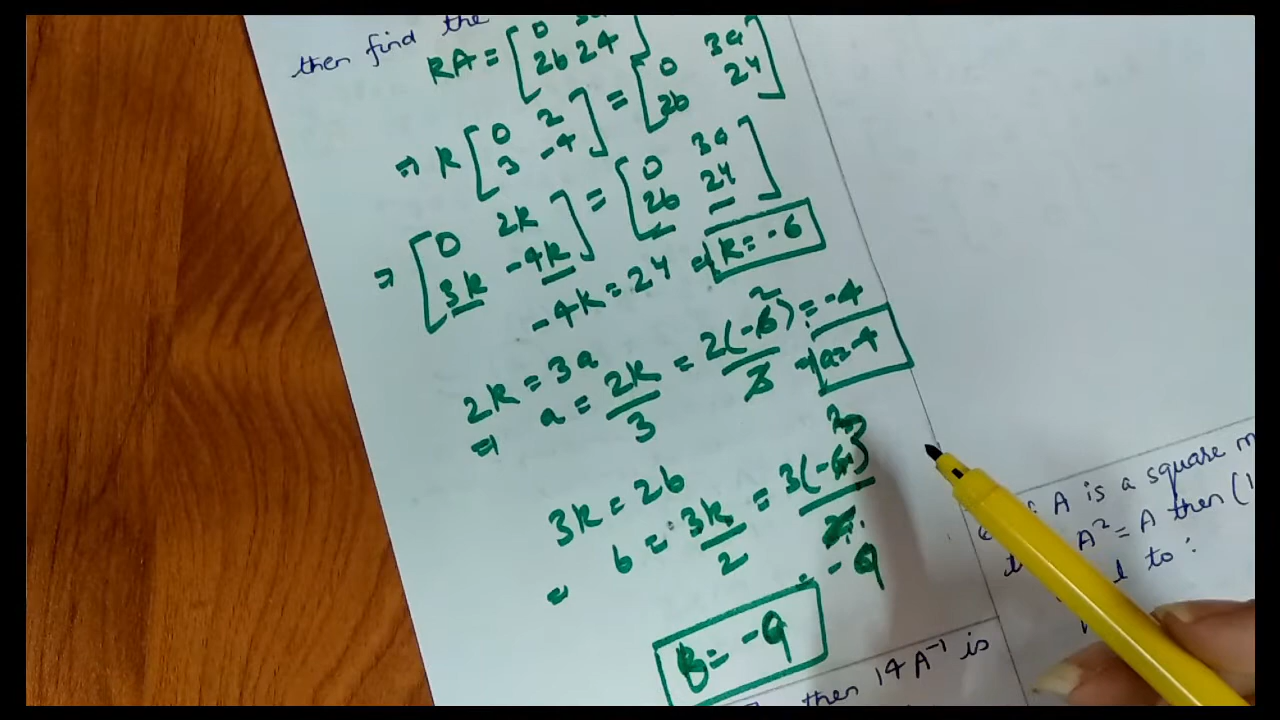 then find the
kA = [ 0
2b 24 ]
⇒ k [ 0 2
3 -4 ] = [ 0 3a
2b 24 ]
⇒ [ 0 2k
3k -4k ] = [ 0 3a
2b 24 ]
-4k = 24 ⇒ k = -6
2k = 3a
⇒ a = 2k/3 = 2(-6)/3 = -4 ⇒ a = -4
2
3k = 2b
= b = 3k/2 = 3(-6)/2
= -9
B = -9
then 14A⁻¹ is
A is a square m
A² = A then (1
to :